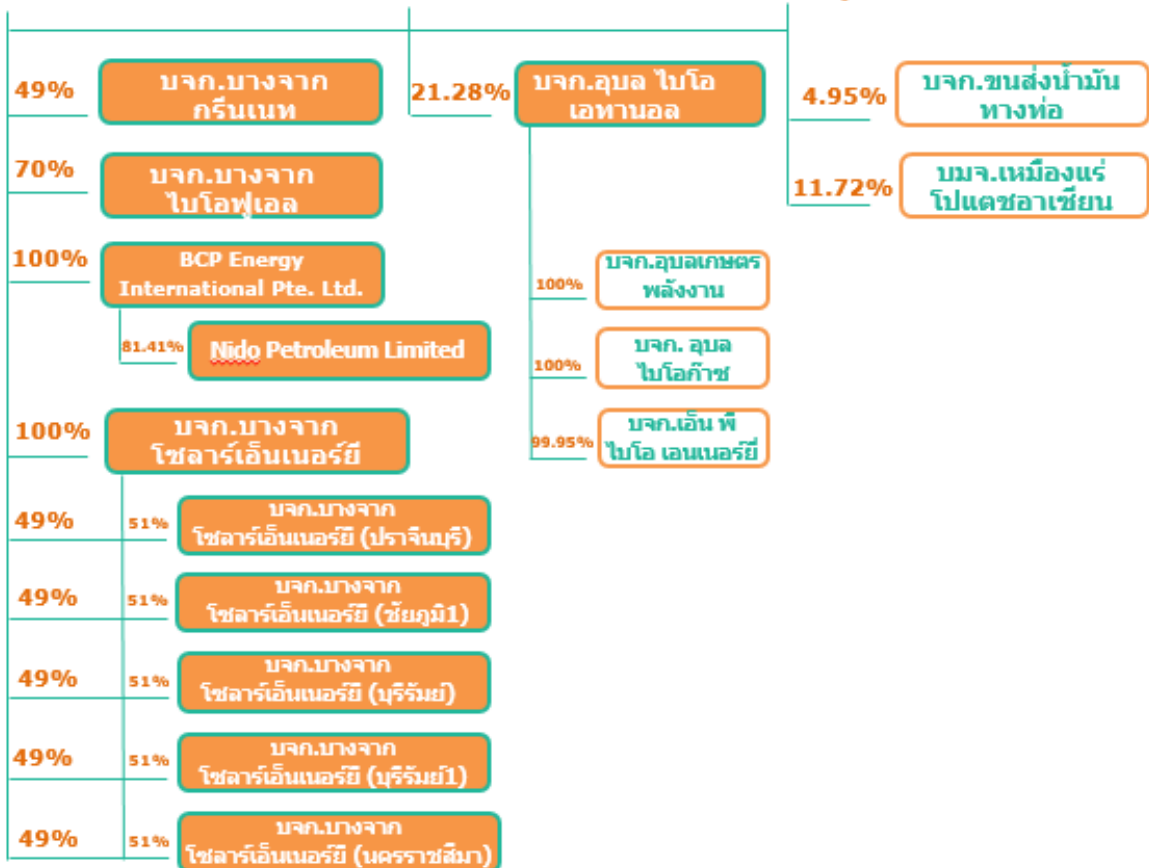 49%
บจก.บางจาก
กรีนเนท
70%
บจก.บางจาก
ไบโอฟูเอล
100%
BCP Energy
International Pte. Ltd.
81.41%
Nido Petroleum Limited
100%
บจก.บางจาก
โซลาร์เอ็นเนอร์ยี
49%
51%
บจก.บางจาก
โซลาร์เอ็นเนอร์ยี (ปราจีนบุรี)
49%
51%
บจก.บางจาก
โซลาร์เอ็นเนอร์ยี (ชัยภูมิ1)
49%
51%
บจก.บางจาก
โซลาร์เอ็นเนอร์ยี (บุรีรัมย์)
49%
51%
บจก.บางจาก
โซลาร์เอ็นเนอร์ยี (บุรีรัมย์1)
49%
51%
บจก.บางจาก
โซลาร์เอ็นเนอร์ยี (นครราชสีมา)
21.28%
บจก.อุบล ไบโอ
เอทานอล
100%
บจก.อุบลเกษตร
พลังงาน
100%
บจก. อุบล
ไบโอก๊าซ
99.95%
บจก.เอ็น พี
ไบโอ เอนเนอร์ยี่
4.95%
บจก.ขนส่งน้ำมัน
ทางท่อ
11.72%
บมจ.เหมืองแร่
โปแตชอาเซียน